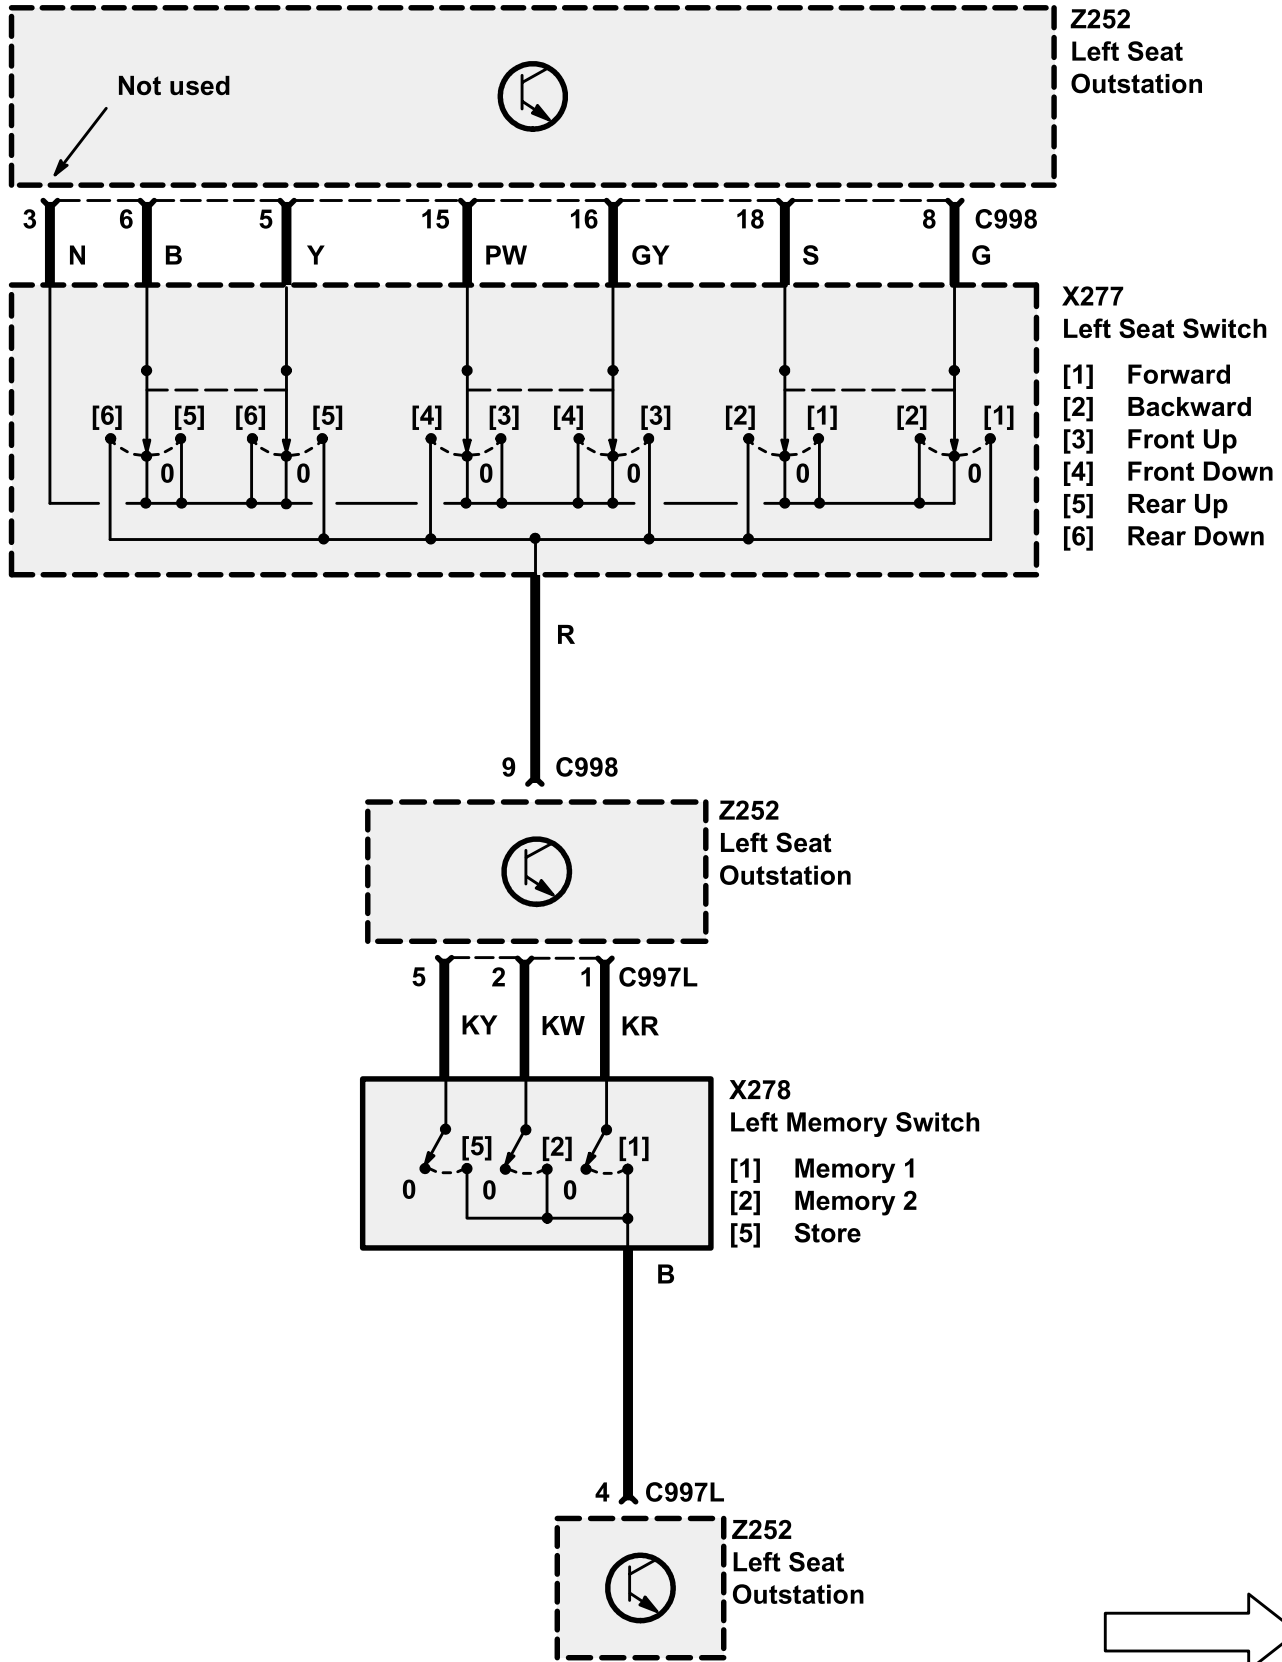 Z252
Left Seat
Outstation
Not used
3 6 5 15 16 18 8 C998
N B Y PW GY S G
X277
Left Seat Switch
[1] Forward
[2] Backward
[3] Front Up
[4] Front Down
[5] Rear Up
[6] Rear Down
[6] [5] [6] [5] [4] [3] [4] [3] [2] [1] [2] [1]
0 0 0 0 0 0
R
9 C998
Z252
Left Seat
Outstation
5 2 1 C997L
KY KW KR
X278
Left Memory Switch
[1] Memory 1
[2] Memory 2
[5] Store
[5] [2] [1]
0 0 0
B
4 C997L
Z252
Left Seat
Outstation